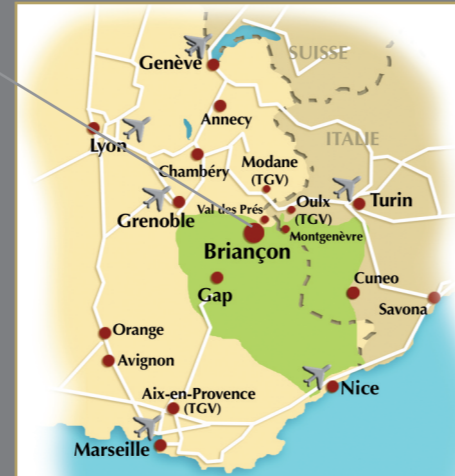 SUISSE
Genève
Annecy
ITALIE
Lyon
Chambéry
Modane
(TGV)
Oulx
(TGV)
Turin
Grenoble
Val des Prés
Montgenèvre
Briançon
Gap
Cuneo
Savona
Orange
Avignon
Aix-en-Provence
(TGV)
Nice
Marseille